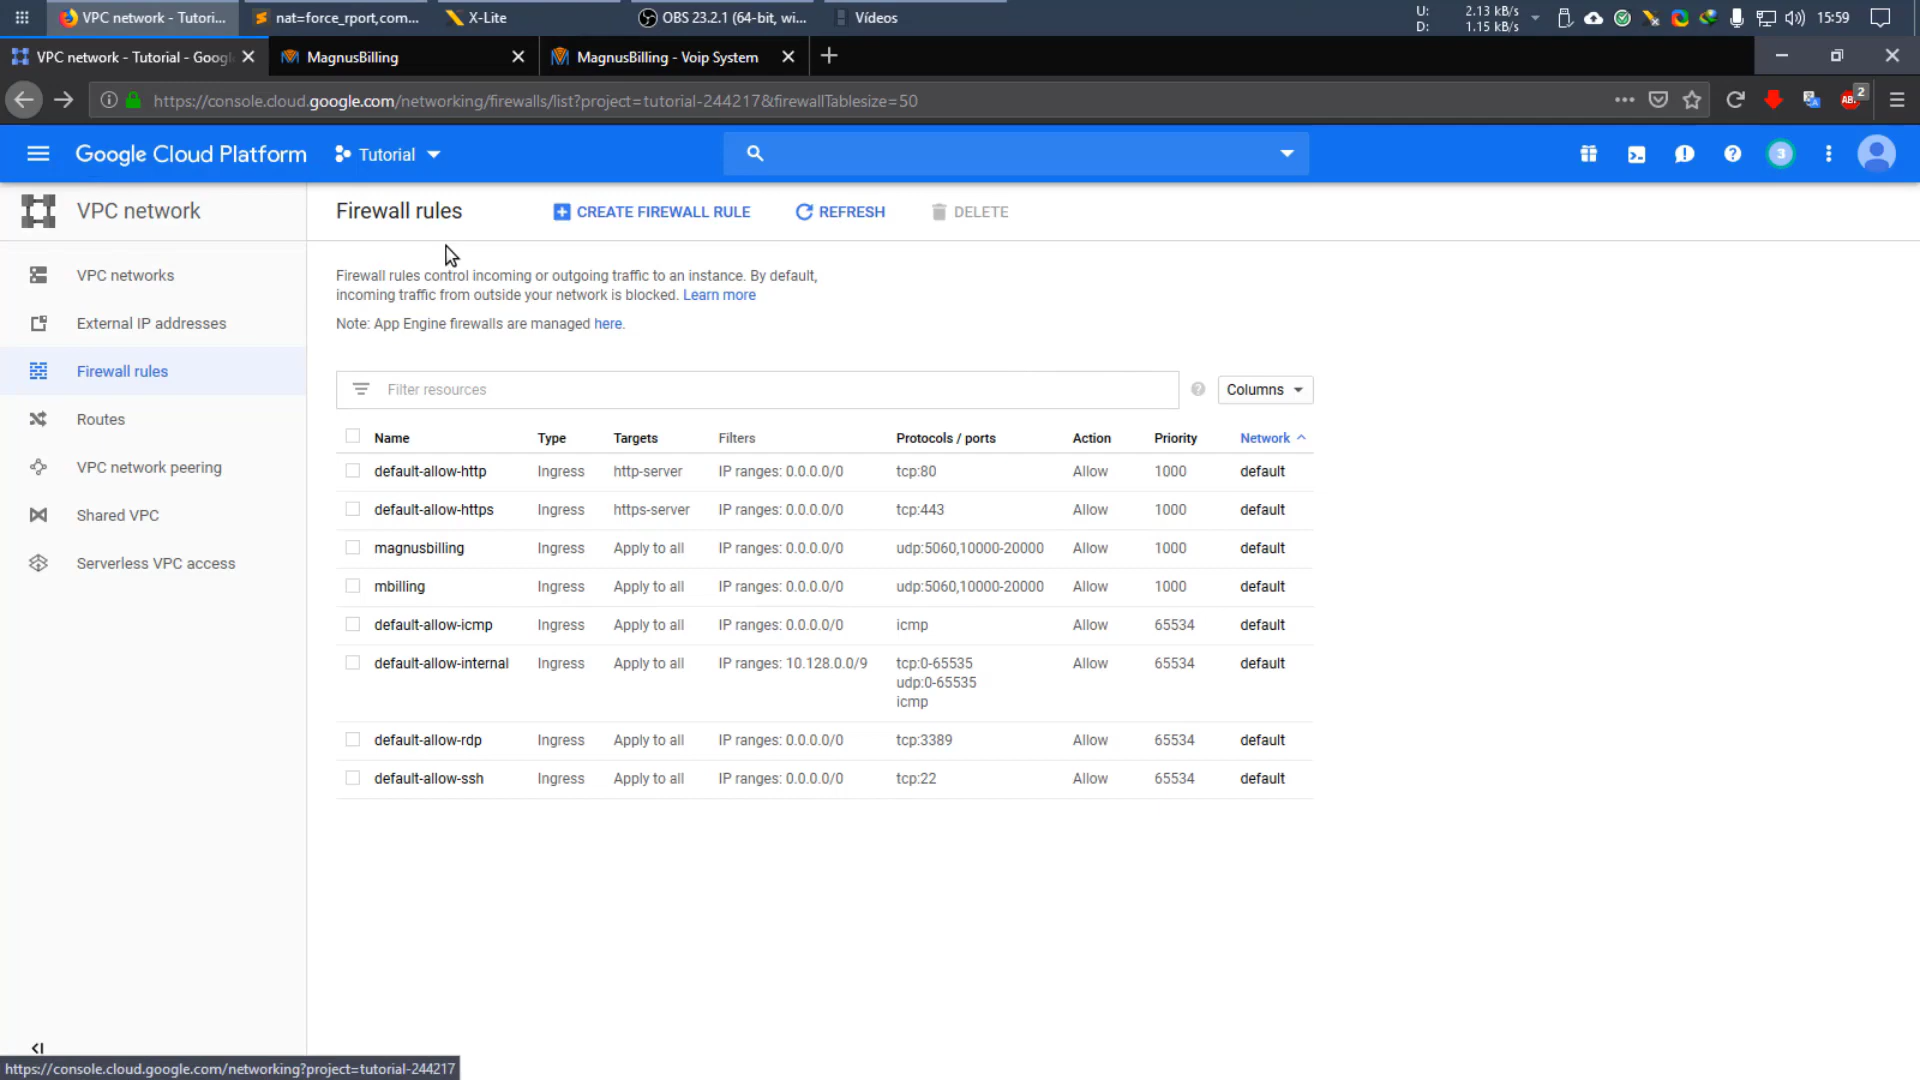 VPC network - Tutori...
nat=force_rport,com...
X-Lite
OBS 23.2.1 (64-bit, wi...
Vídeos
U: 2.13 kB/s
D: 1.15 kB/s
15:59
VPC network - Tutorial - Googl
MagnusBilling
MagnusBilling - Voip System
https://console.cloud.google.com/networking/firewalls/list?project=tutorial-244217&firewallTablesize=50
2
Google Cloud Platform
Tutorial
3
VPC network
Firewall rules
CREATE FIREWALL RULE
REFRESH
DELETE
VPC networks
External IP addresses
Firewall rules
Routes
VPC network peering
Shared VPC
Serverless VPC access
Firewall rules control incoming or outgoing traffic to an instance. By default,
incoming traffic from outside your network is blocked. Learn more
Note: App Engine firewalls are managed here.
Filter resources
Columns
Name Type Targets Filters Protocols / ports Action Priority Network
default-allow-http Ingress http-server IP ranges: 0.0.0.0/0 tcp:80 Allow 1000 default
default-allow-https Ingress https-server IP ranges: 0.0.0.0/0 tcp:443 Allow 1000 default
magnusbilling Ingress Apply to all IP ranges: 0.0.0.0/0 udp:5060,10000-20000 Allow 1000 default
mbilling Ingress Apply to all IP ranges: 0.0.0.0/0 udp:5060,10000-20000 Allow 1000 default
default-allow-icmp Ingress Apply to all IP ranges: 0.0.0.0/0 icmp Allow 65534 default
default-allow-internal Ingress Apply to all IP ranges: 10.128.0.0/9 tcp:0-65535 Allow 65534 default
udp:0-65535
icmp
default-allow-rdp Ingress Apply to all IP ranges: 0.0.0.0/0 tcp:3389 Allow 65534 default
default-allow-ssh Ingress Apply to all IP ranges: 0.0.0.0/0 tcp:22 Allow 65534 default
https://console.cloud.google.com/networking?project=tutorial-244217